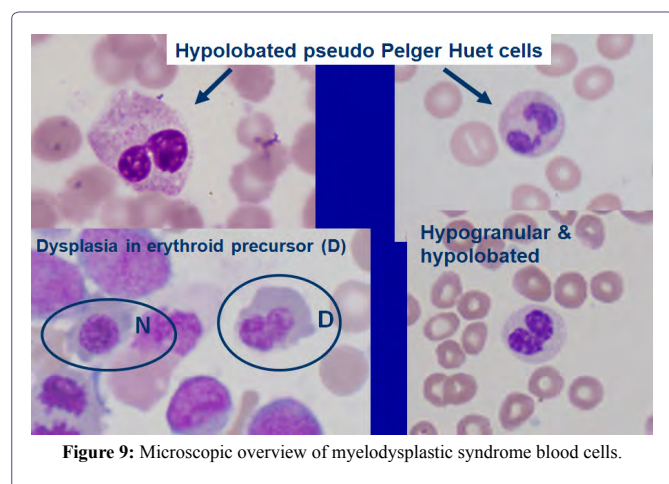 Hypolobated pseudo Pelger Huet cells
Dysplasia in erythroid precursor (D)
N
D
Hypogranular &
hypolobated
Figure 9: Microscopic overview of myelodysplastic syndrome blood cells.